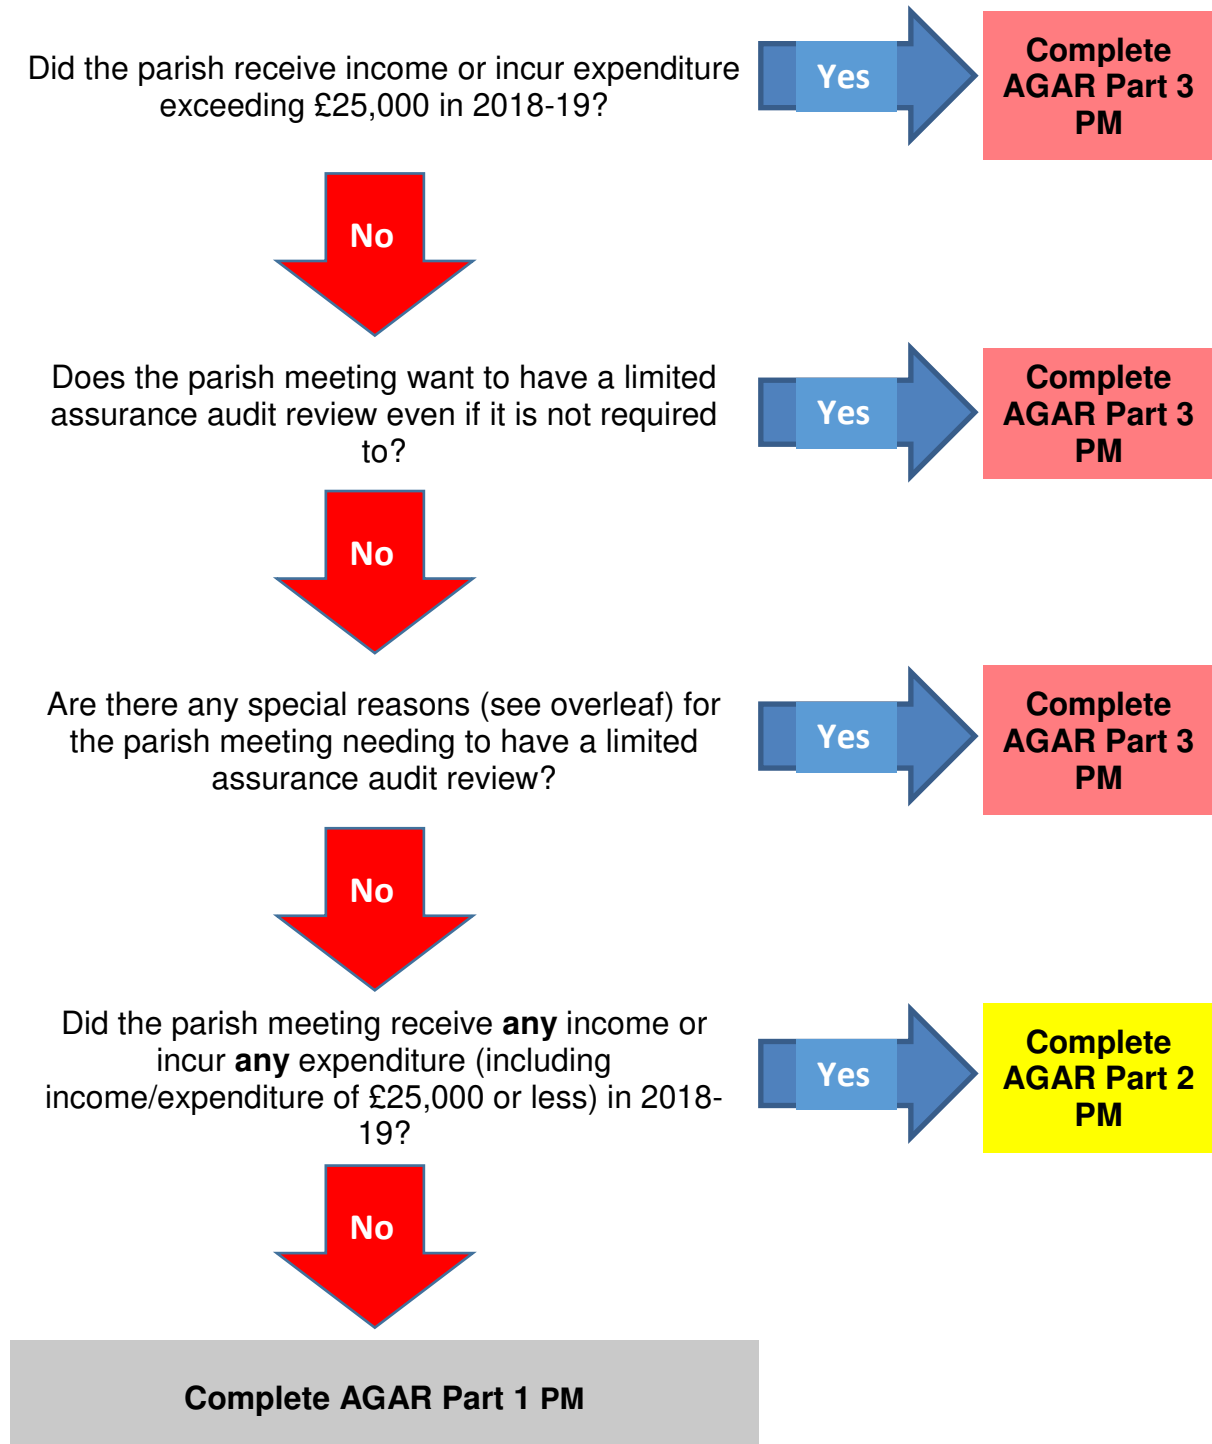 Did the parish receive income or incur expenditure
exceeding £25,000 in 2018-19?
Yes
Complete
AGAR Part 3
PM
No
Does the parish meeting want to have a limited
assurance audit review even if it is not required
to?
Yes
Complete
AGAR Part 3
PM
No
Are there any special reasons (see overleaf) for
the parish meeting needing to have a limited
assurance audit review?
Yes
Complete
AGAR Part 3
PM
No
Did the parish meeting receive any income or
incur any expenditure (including
income/expenditure of £25,000 or less) in 2018-
19?
Yes
Complete
AGAR Part 2
PM
No
Complete AGAR Part 1 PM